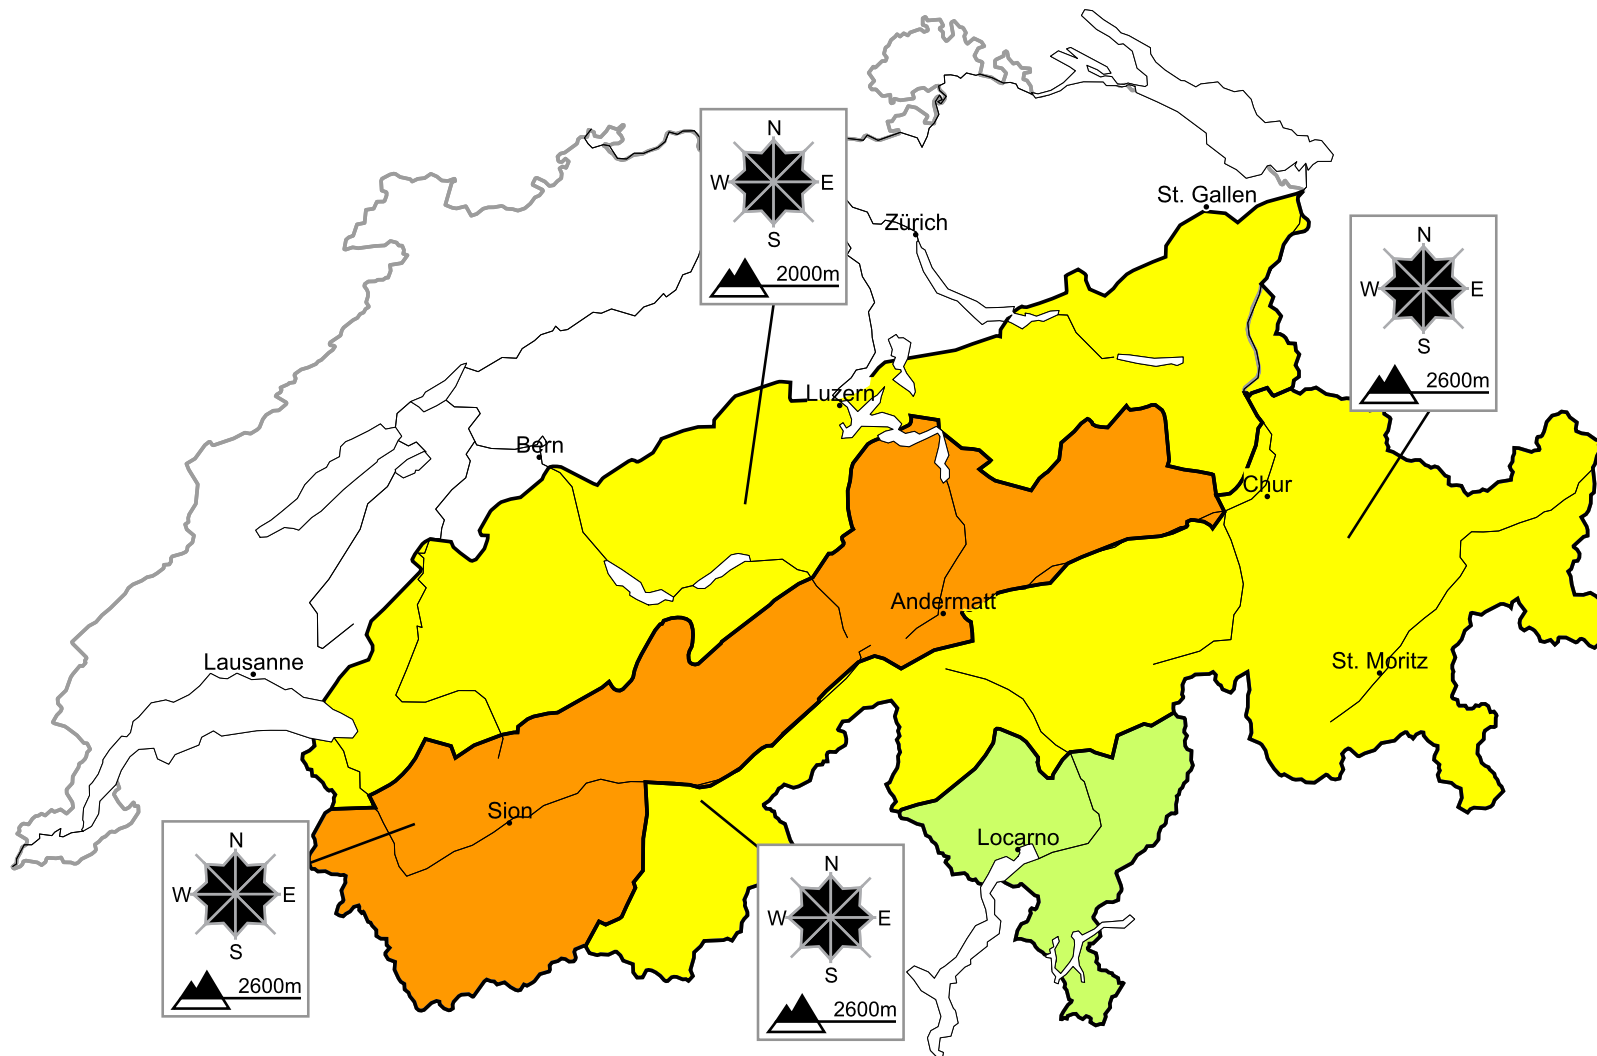 N
W E
S
2000m
St. Gallen
Zürich
N
W E
S
2600m
Luzern
Bern
Chur
Andermatt
St. Moritz
Lausanne
Sion
Locarno
N
W E
S
2600m
N
W E
S
2600m